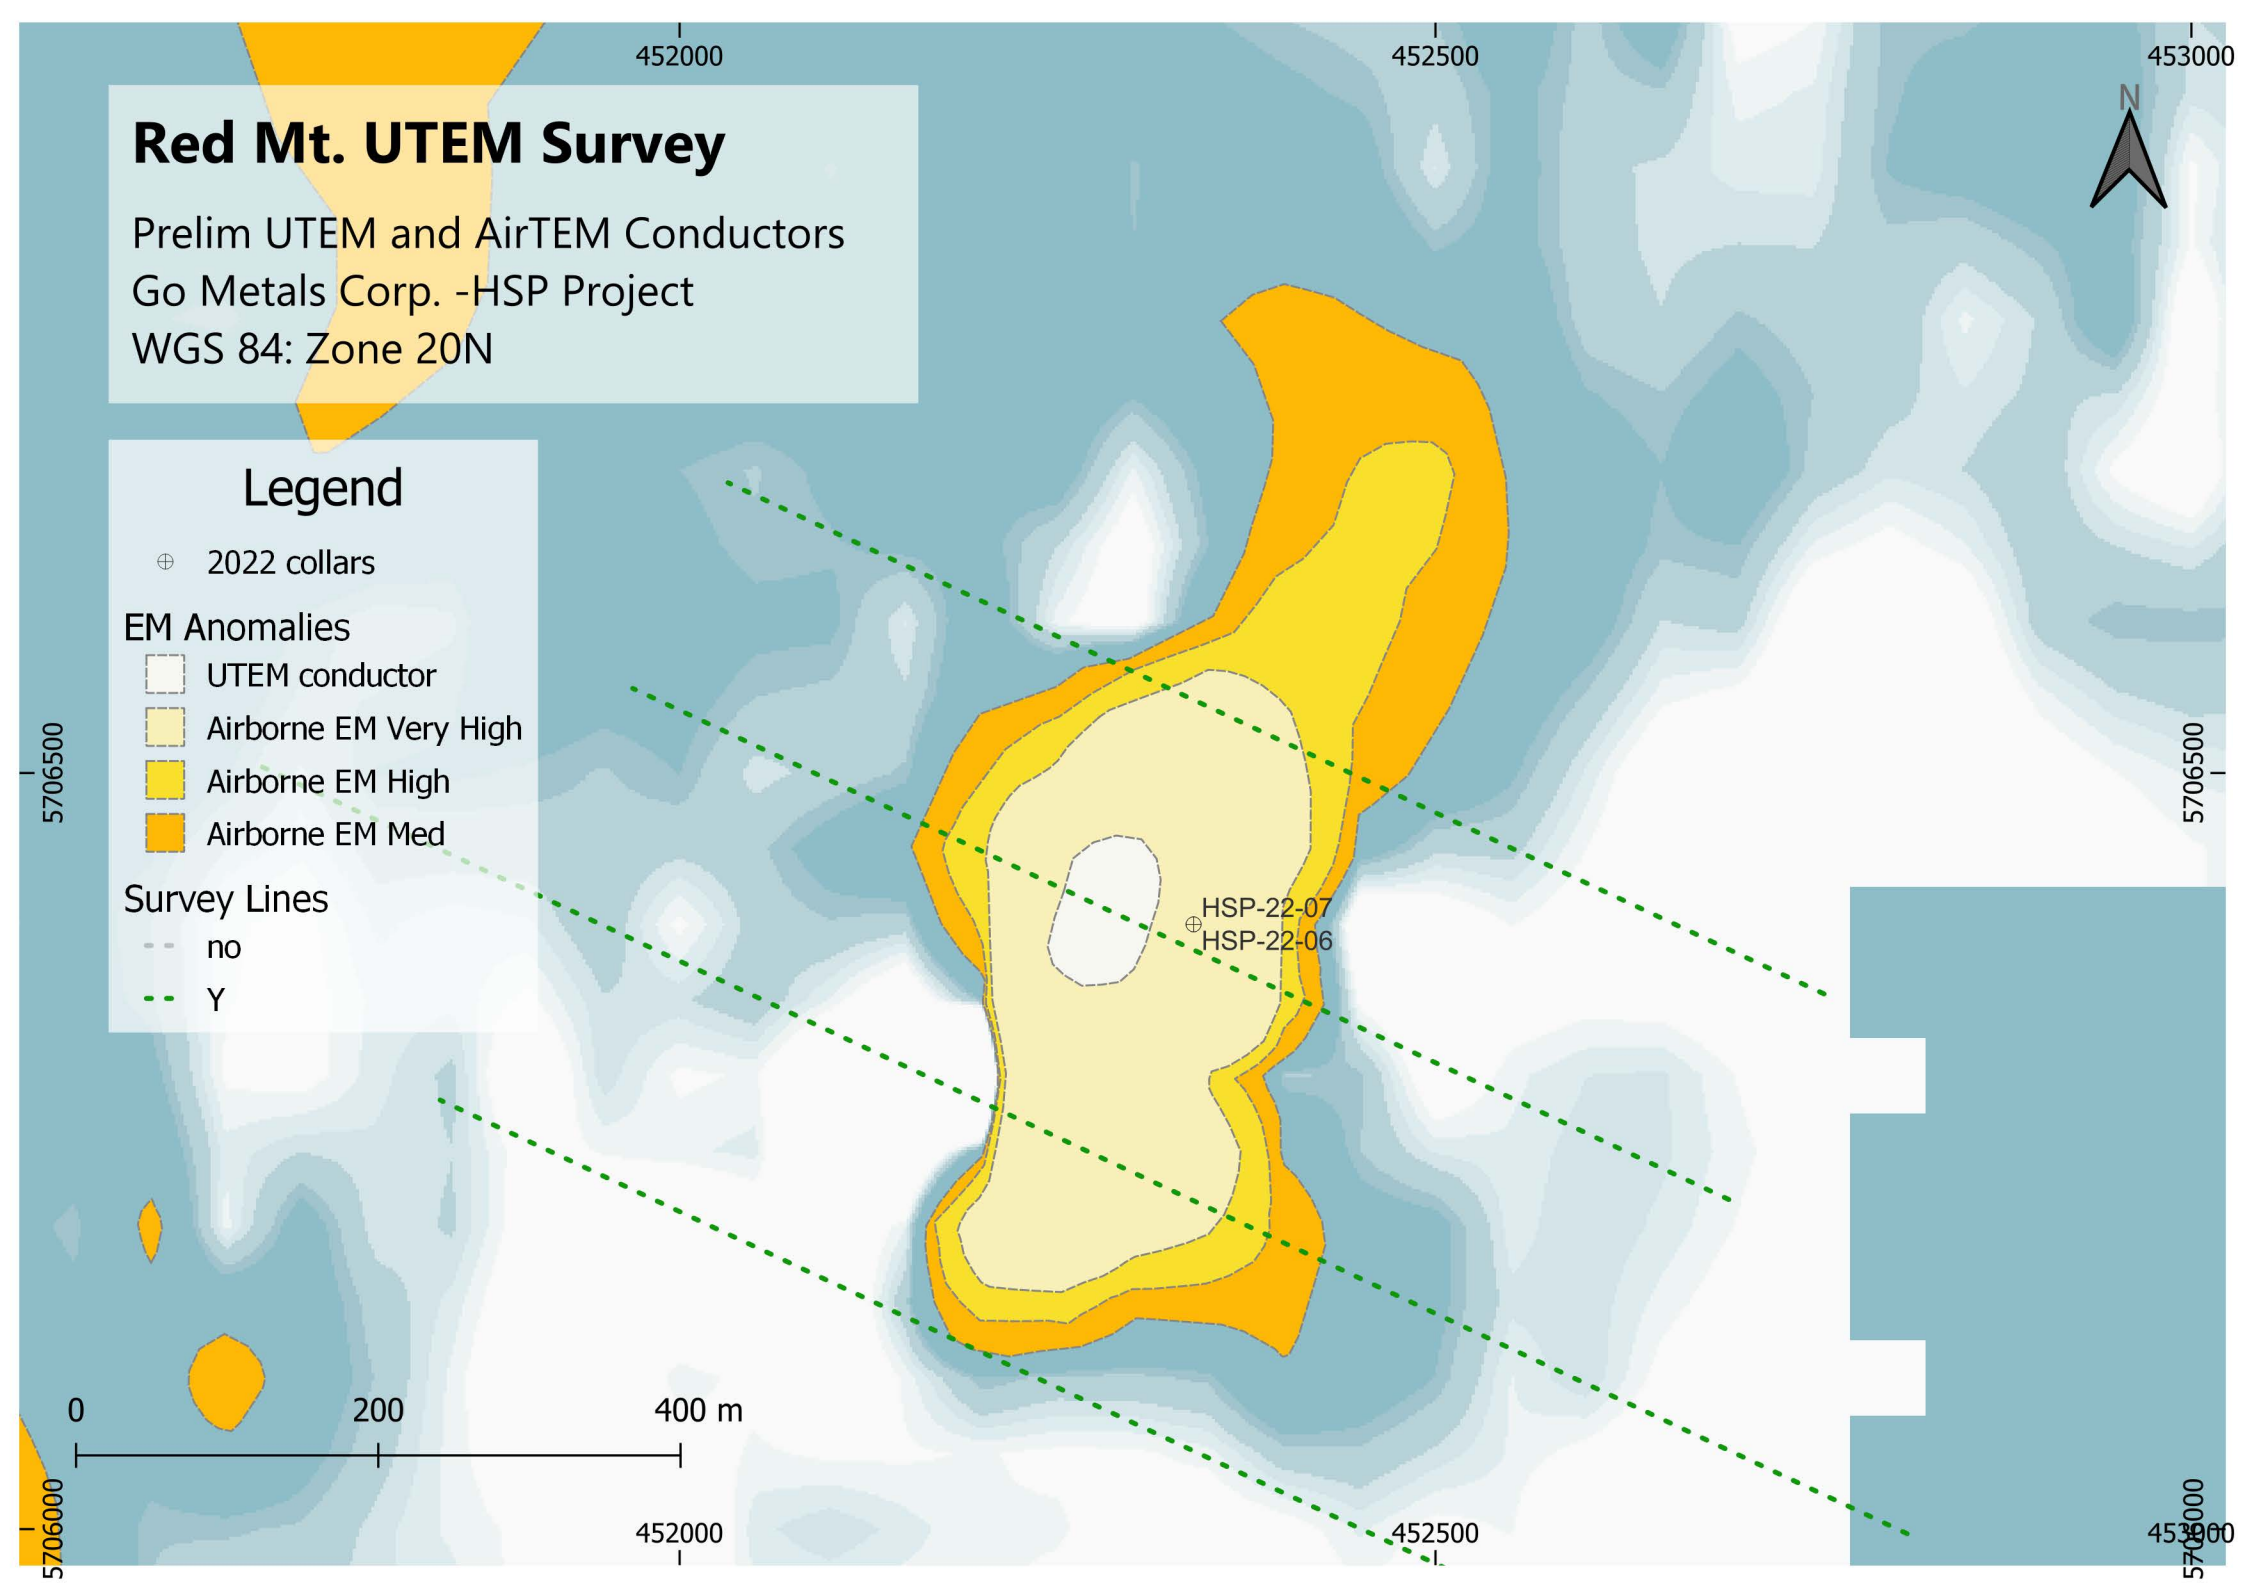 452000
452500
453000
N
Red Mt. UTEM Survey
Prelim UTEM and AirTEM Conductors
Go Metals Corp. -HSP Project
WGS 84: Zone 20N
Legend
2022 collars
EM Anomalies
UTEM conductor
Airborne EM Very High
Airborne EM High
Airborne EM Med
Survey Lines
no
Y
5706500
5706500
HSP-22-07
HSP-22-06
0
200
400 m
5706000
452000
452500
453000
5706000